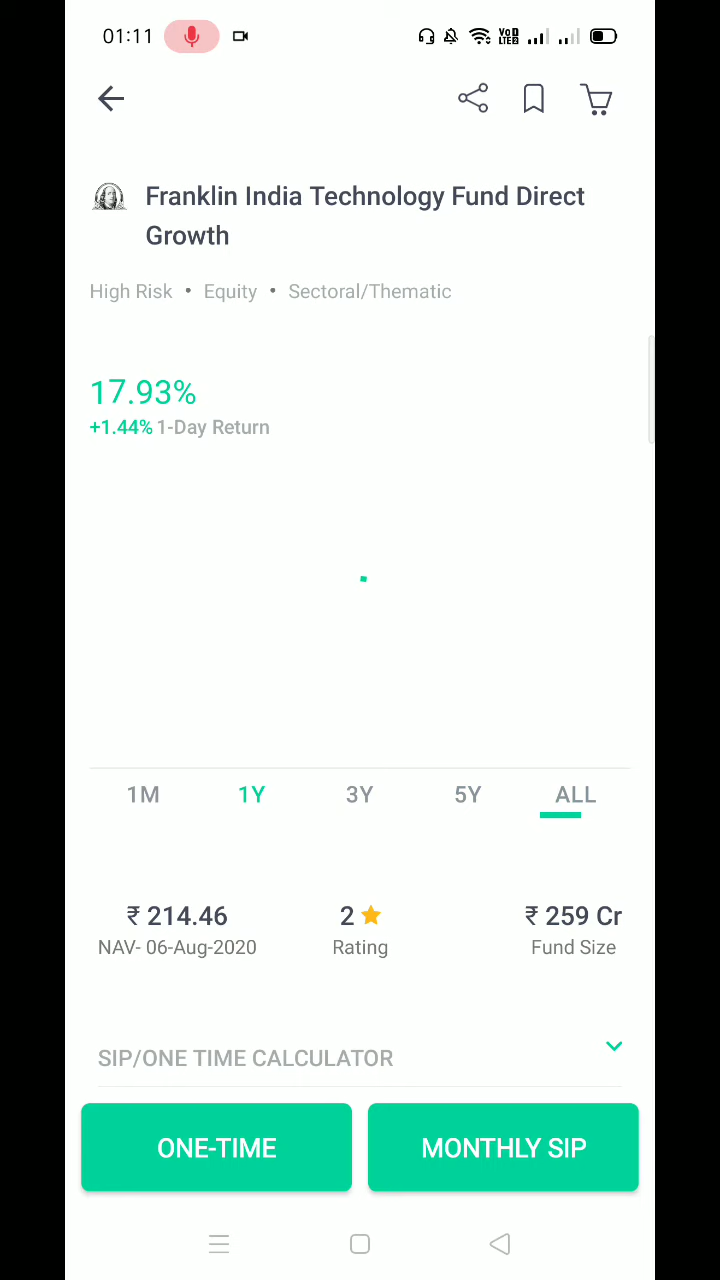 01:11
Vo LTE2
Franklin India Technology Fund Direct
Growth
High Risk • Equity • Sectoral/Thematic
17.93%
+1.44% 1-Day Return
1M 1Y 3Y 5Y ALL
₹ 214.46 2 ₹ 259 Cr
NAV- 06-Aug-2020 Rating Fund Size
SIP/ONE TIME CALCULATOR
ONE-TIME MONTHLY SIP